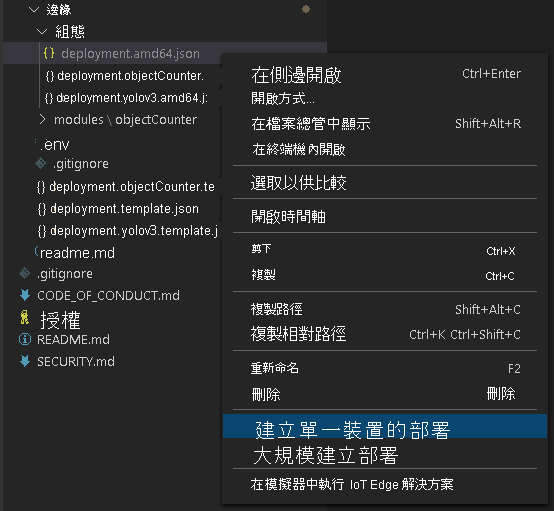 邊緣
組態
{} deployment.amd64.json
{} deployment.objectCounter.
{} deployment.yolov3.amd64.j:
modules \ objectCounter
.env
.gitignore
{} deployment.objectCounter.te
{} deployment.template.json
{} deployment.yolov3.template.j
readme.md
.gitignore
CODE_OF_CONDUCT.md
授權
README.md
SECURITY.md
在側邊開啟 Ctrl+Enter
開啟方式...
在檔案總管中顯示 Shift+Alt+R
在終端機內開啟
選取以供比較
開啟時間軸
剪下 Ctrl+X
複製 Ctrl+C
複製路徑 Shift+Alt+C
複製相對路徑 Ctrl+K Ctrl+Shift+C
重新命名 F2
刪除 刪除
建立單一裝置的部署
大規模建立部署
在模擬器中執行 IoT Edge 解決方案